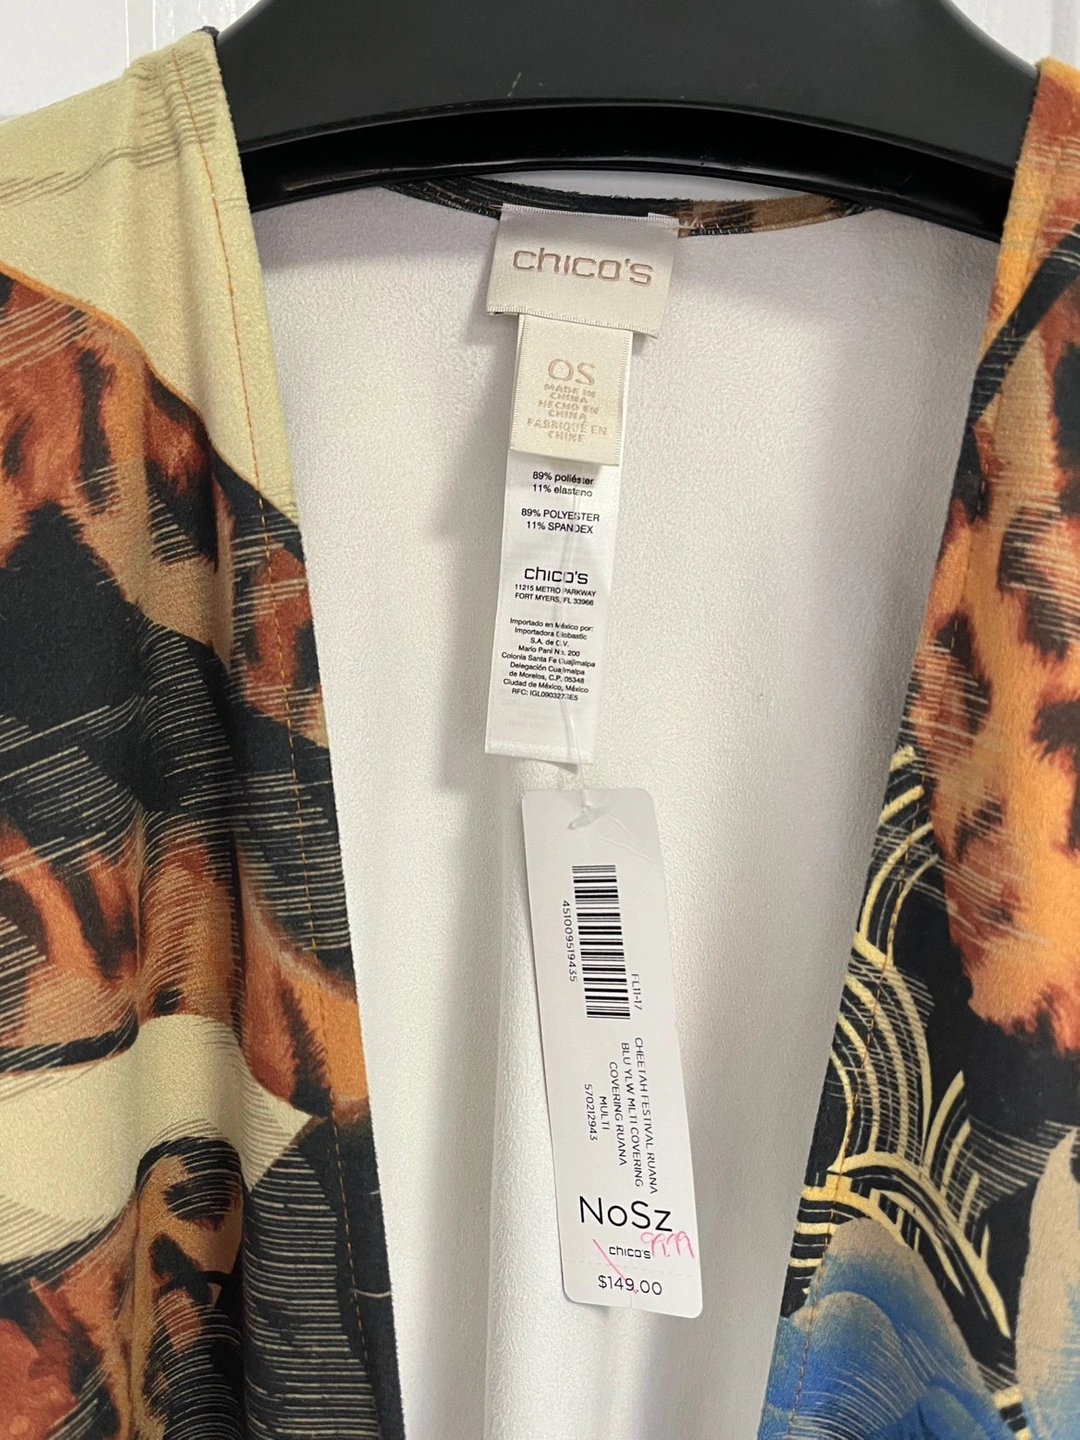 chico's
OS
MADE IN
CHINA
HECHO EN
CHINA
FABRIQUÉ EN
CHINE
89% poliéster
11% elastano
89% POLYESTER
11% SPANDEX
chico's
11215 METRO PARKWAY
FORT MYERS, FL 33966
Importado en México por:
Importadora Globastic
S.A. de C.V.
Mario Pani No. 200
Colonia Santa Fe Cuajimalpa
Delegación Cuajimalpa
de Morelos, C.P. 05348
Ciudad de México, México
451009519435
FL11-17
CHEETAH FESTIVAL RUANA
BLU YLW MLTI COVERING
COVERING RUANA
MULTI
570212943
NoSz
99.99
chico's
$149.00